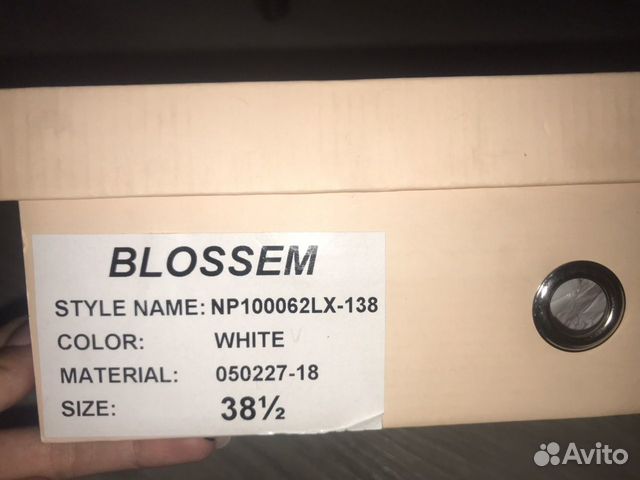 BLOSSEM
STYLE NAME: NP100062LX-138
COLOR: WHITE
MATERIAL: 050227-18
SIZE: 38½
Avito